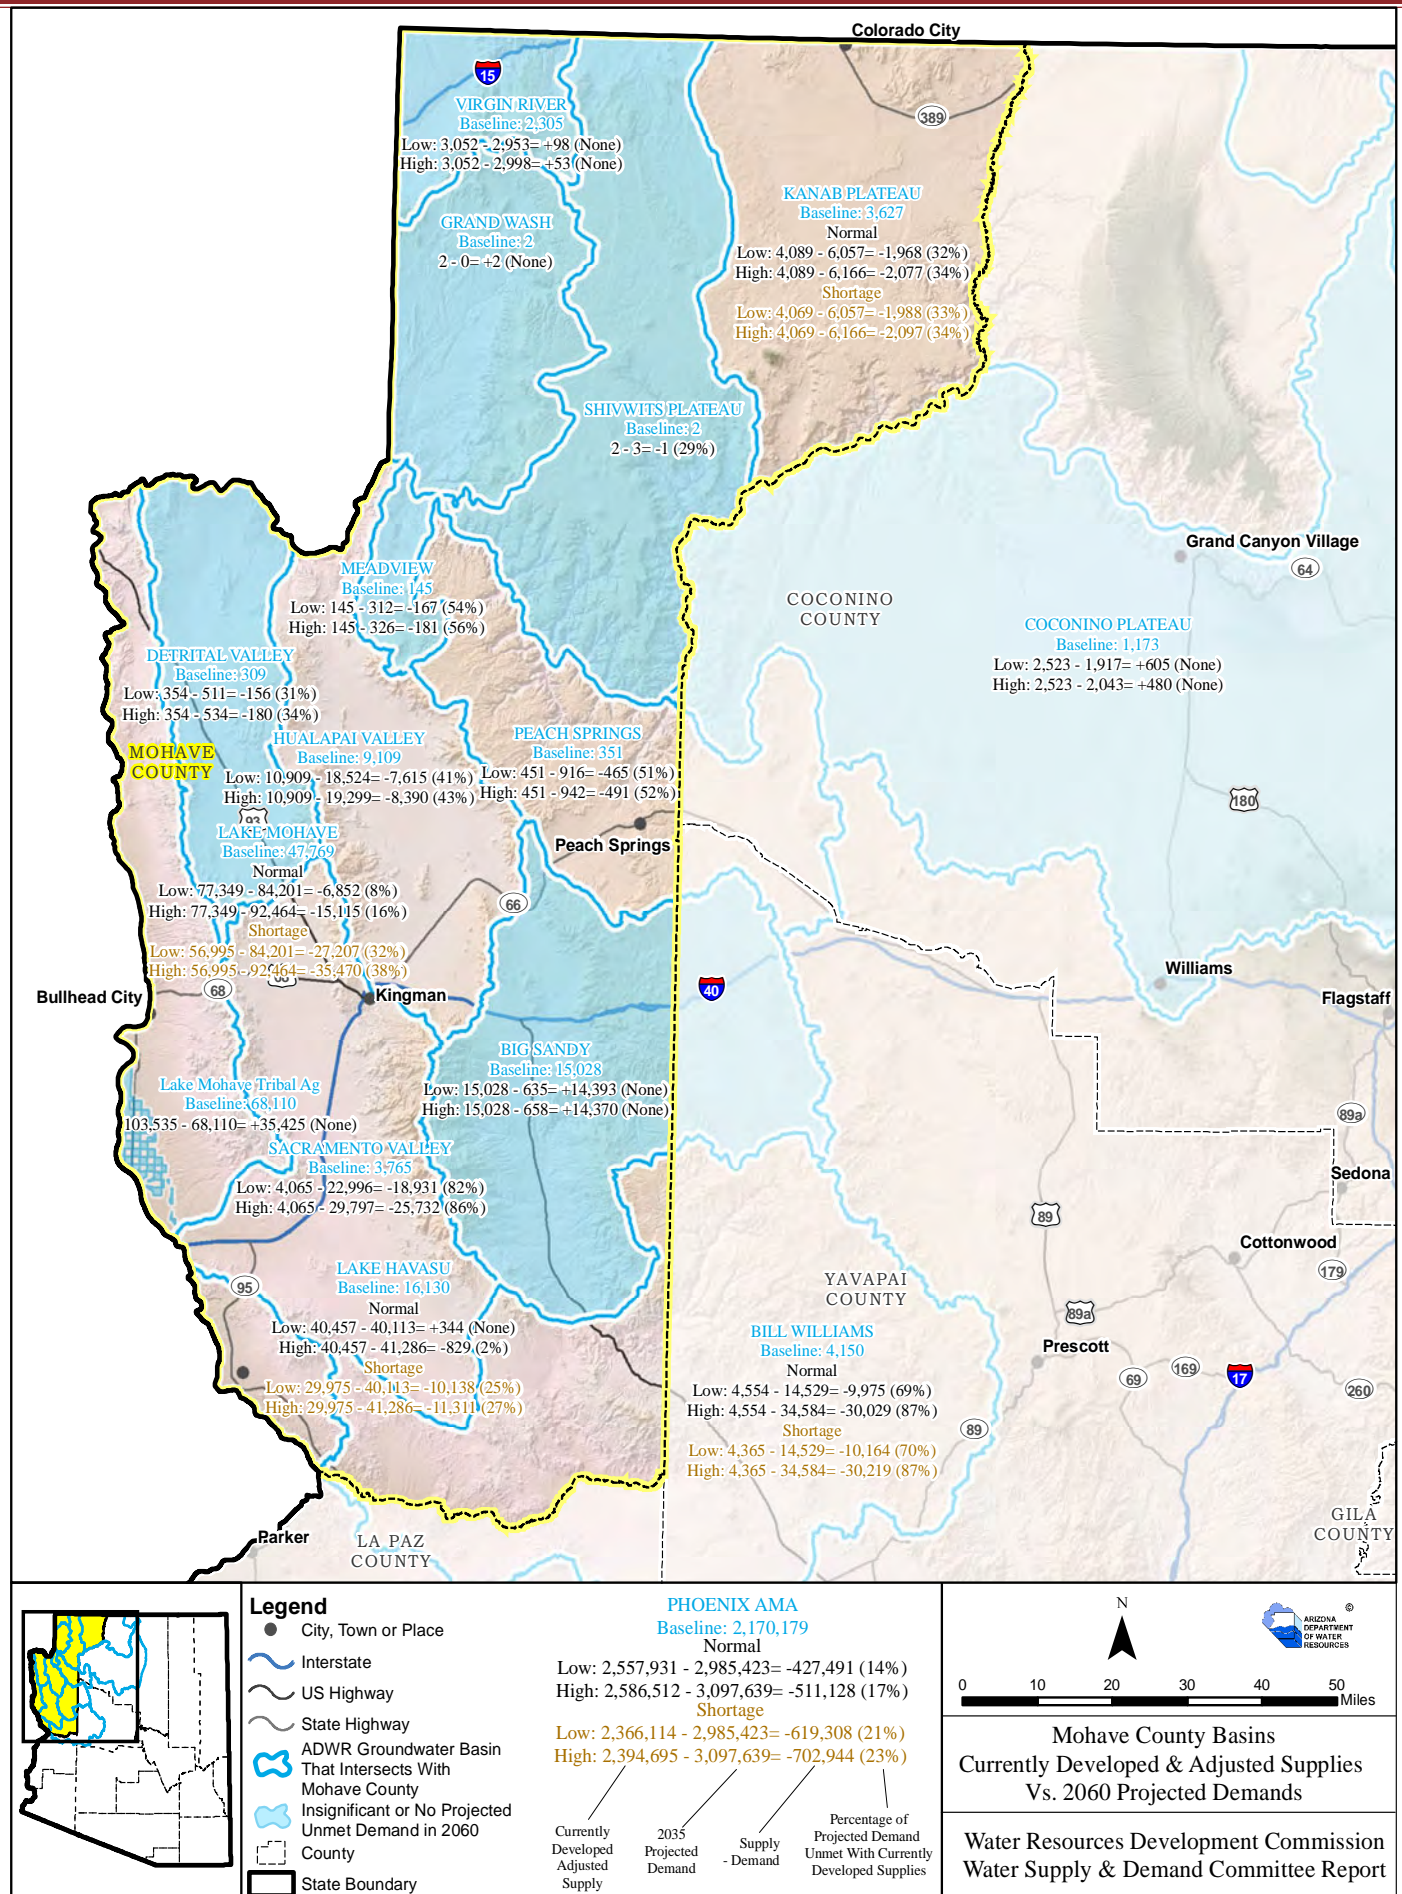 Colorado City
15
VIRGIN RIVER
Baseline: 2,305
Low: 3,052 - 2,953= +98 (None)
High: 3,052 - 2,998= +53 (None)
389
KANAB PLATEAU
Baseline: 3,627
Normal
Low: 4,089 - 6,057= -1,968 (32%)
High: 4,089 - 6,166= -2,077 (34%)
Shortage
Low: 4,069 - 6,057= -1,988 (33%)
High: 4,069 - 6,166= -2,097 (34%)
GRAND WASH
Baseline: 2
2 - 0= +2 (None)
SHIVWITS PLATEAU
Baseline: 2
2 - 3= -1 (29%)
Grand Canyon Village
64
MEADVIEW
Baseline: 145
Low: 145 - 312= -167 (54%)
High: 145 - 326= -181 (56%)
COCONINO
COUNTY
COCONINO PLATEAU
Baseline: 1,173
Low: 2,523 - 1,917= +605 (None)
High: 2,523 - 2,043= +480 (None)
DETRITAL VALLEY
Baseline: 309
Low: 354 - 511= -156 (31%)
High: 354 - 534= -180 (34%)
MOHAVE
COUNTY
HUALAPAI VALLEY
Baseline: 9,109
Low: 10,909 - 18,524= -7,615 (41%)
High: 10,909 - 19,299= -8,390 (43%)
PEACH SPRINGS
Baseline: 351
Low: 451 - 916= -465 (51%)
High: 451 - 942= -491 (52%)
180
93
LAKE MOHAVE
Baseline: 47,769
Normal
Low: 77,349 - 84,201= -6,852 (8%)
High: 77,349 - 92,464= -15,115 (16%)
Shortage
Low: 56,995 - 84,201= -27,207 (32%)
High: 56,995 - 92,464= -35,470 (38%)
Peach Springs
66
Williams
40
68
Bullhead City
Kingman
Flagstaff
BIG SANDY
Baseline: 15,028
Low: 15,028 - 635= +14,393 (None)
High: 15,028 - 658= +14,370 (None)
Lake Mohave Tribal Ag
Baseline: 68,110
103,535 - 68,110= +35,425 (None)
89a
SACRAMENTO VALLEY
Baseline: 3,765
Low: 4,065 - 22,996= -18,931 (82%)
High: 4,065 - 29,797= -25,732 (86%)
Sedona
89
Cottonwood
179
LAKE HAVASU
Baseline: 16,130
Normal
Low: 40,457 - 40,113= +344 (None)
High: 40,457 - 41,286= -829 (2%)
Shortage
Low: 29,975 - 40,113= -10,138 (25%)
High: 29,975 - 41,286= -11,311 (27%)
95
YAVAPAI
COUNTY
89a
BILL WILLIAMS
Baseline: 4,150
Normal
Low: 4,554 - 14,529= -9,975 (69%)
High: 4,554 - 34,584= -30,029 (87%)
Shortage
Low: 4,365 - 14,529= -10,164 (70%)
High: 4,365 - 34,584= -30,219 (87%)
Prescott
69
169
17
260
89
Parker
LA PAZ
COUNTY
GILA
COUNTY
Legend
City, Town or Place
Interstate
US Highway
State Highway
ADWR Groundwater Basin
That Intersects With
Mohave County
Insignificant or No Projected
Unmet Demand in 2060
County
State Boundary
PHOENIX AMA
Baseline: 2,170,179
Normal
Low: 2,557,931 - 2,985,423= -427,491 (14%)
High: 2,586,512 - 3,097,639= -511,128 (17%)
Shortage
Low: 2,366,114 - 2,985,423= -619,308 (21%)
High: 2,394,695 - 3,097,639= -702,944 (23%)
Currently
Developed
Adjusted
Supply
2035
Projected
Demand
Supply
- Demand
Percentage of
Projected Demand
Unmet With Currently
Developed Supplies
N
©
ARIZONA
DEPARTMENT
OF WATER
RESOURCES
0 10 20 30 40 50
Miles
Mohave County Basins
Currently Developed & Adjusted Supplies
Vs. 2060 Projected Demands
Water Resources Development Commission
Water Supply & Demand Committee Report